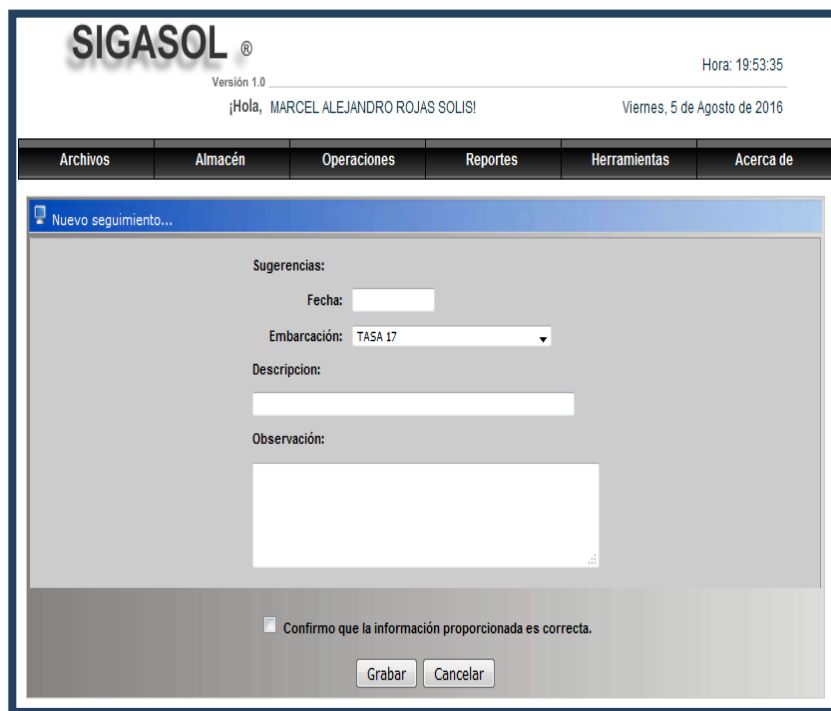 SIGASOL ®
Versión 1.0
Hora: 19:53:35
¡Hola, MARCEL ALEJANDRO ROJAS SOLIS!
Viernes, 5 de Agosto de 2016
Archivos Almacén Operaciones Reportes Herramientas Acerca de
Nuevo seguimiento...
Sugerencias:
Fecha:
Embarcación: TASA 17
Descripcion:
Observación:
Confirmo que la información proporcionada es correcta.
Grabar Cancelar